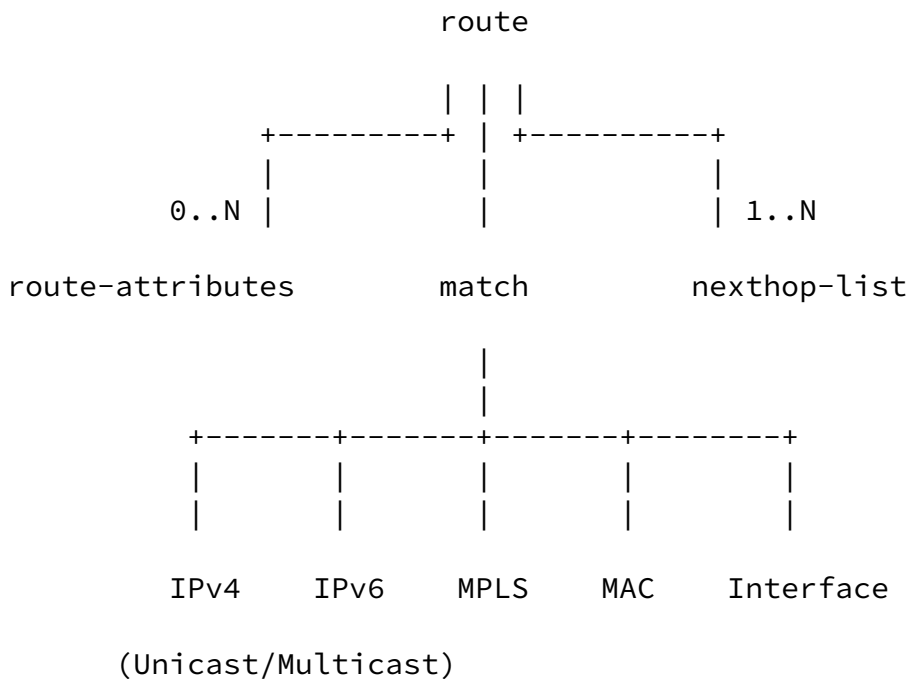 route
0..N 1..N
route-attributes match nexthop-list
IPv4 IPv6 MPLS MAC Interface
(Unicast/Multicast)